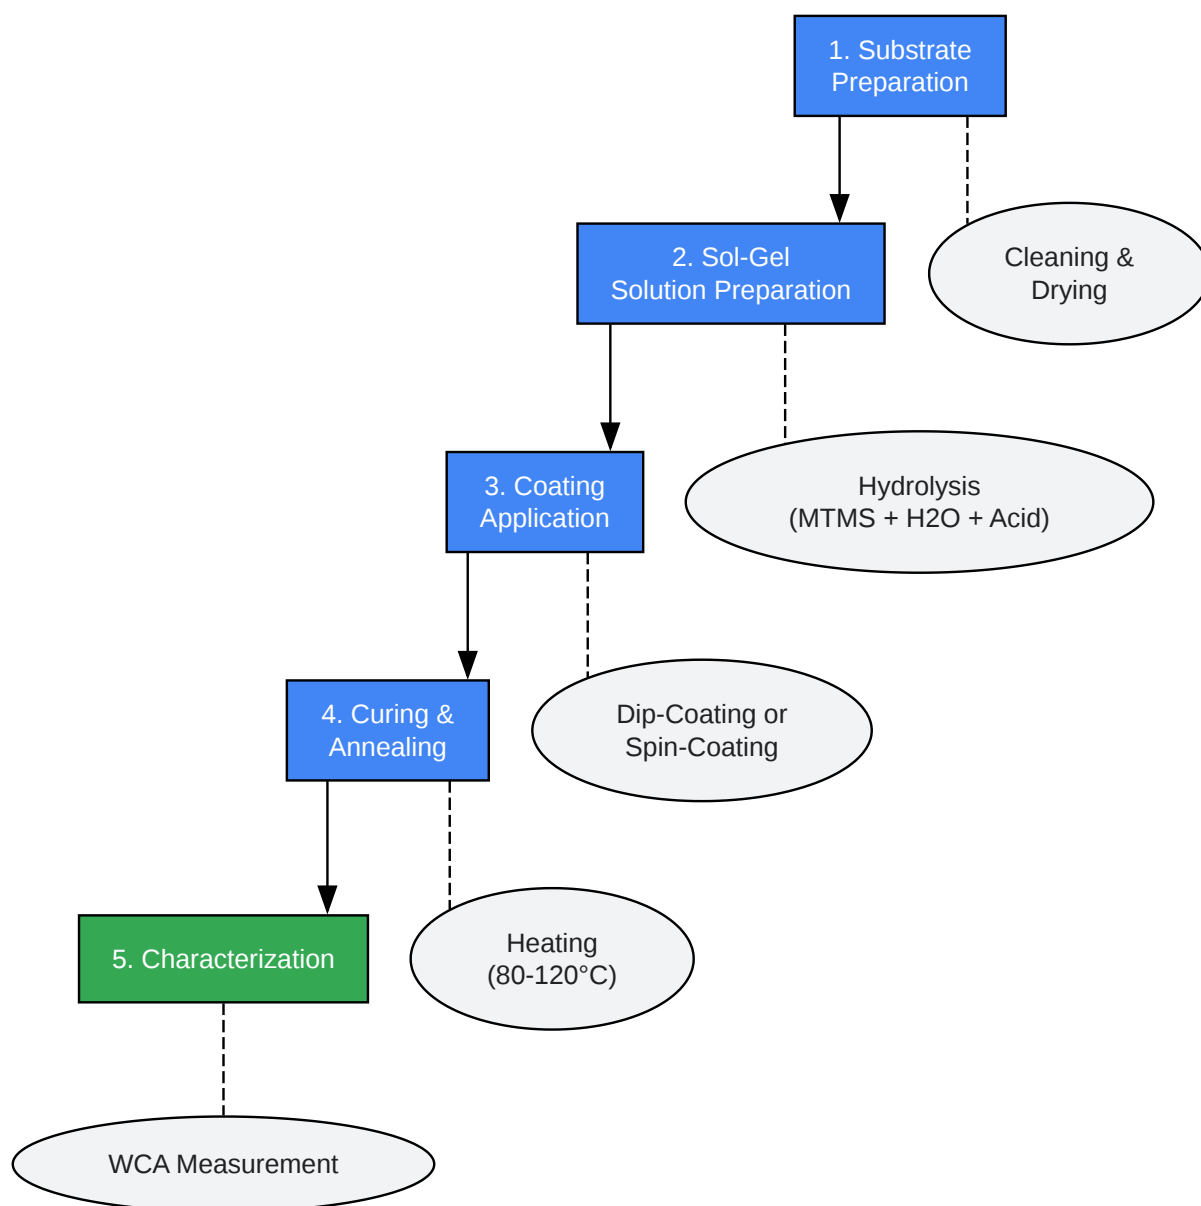 1. Substrate
Preparation
2. Sol-Gel
Solution Preparation
Cleaning &
Drying
3. Coating
Application
Hydrolysis
(MTMS + H2O + Acid)
4. Curing &
Annealing
Dip-Coating or
Spin-Coating
5. Characterization
Heating
(80-120°C)
WCA Measurement